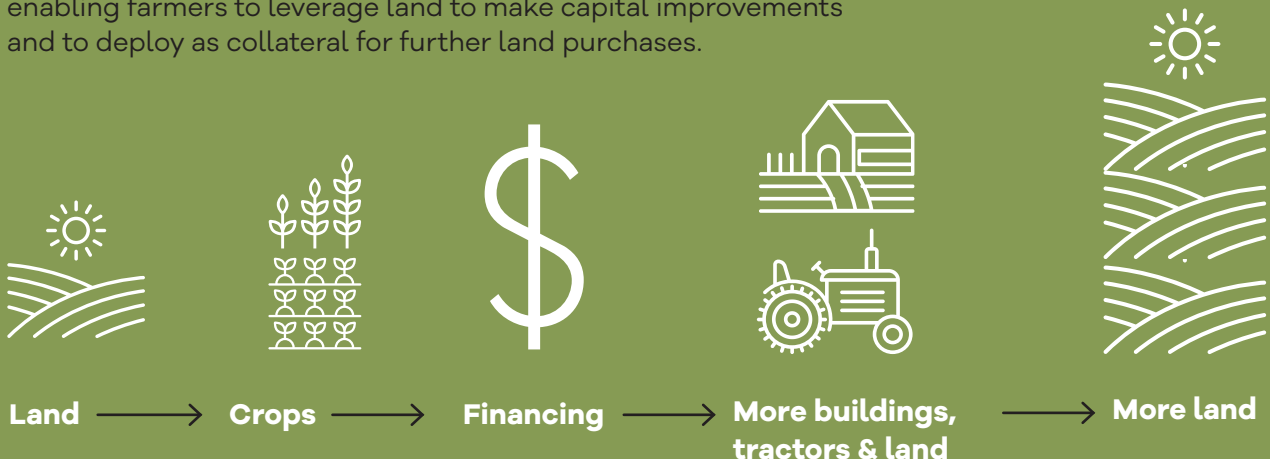 enabling farmers to leverage land to make capital improvements
and to deploy as collateral for further land purchases.
$
Land
Crops
Financing
More buildings,
tractors & land
More land